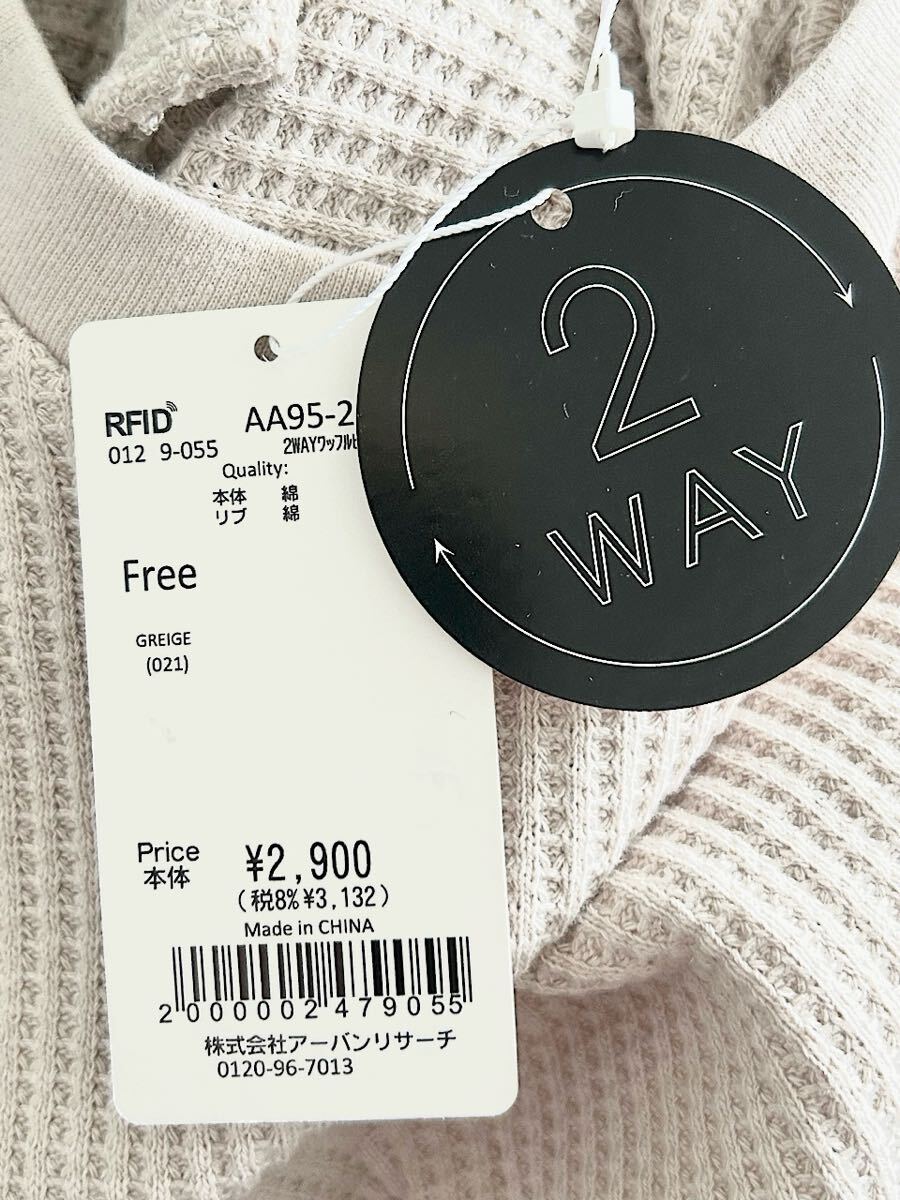 2
WAY
RFID AA95-2
012 9-055 2WAYワッフル
Quality:
本体 綿
リブ 綿
Free
GREIGE
(021)
Price ¥2,900
本体
(税8%¥3,132)
Made in CHINA
2000002479055
株式会社アーバンリサーチ
0120-96-7013